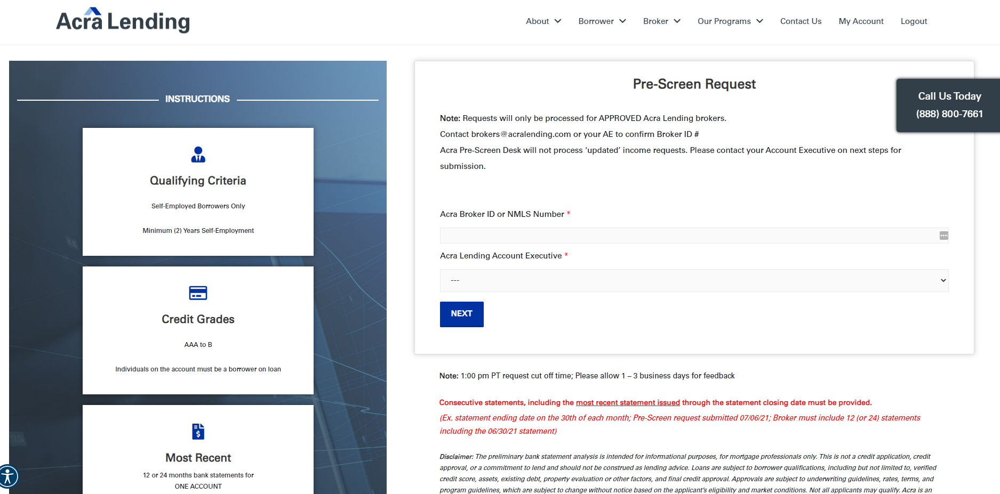 Acra Lending
About
Borrower
Broker
Our Programs
Contact Us
My Account
Logout
INSTRUCTIONS
Qualifying Criteria
Self-Employed Borrowers Only
Minimum (2) Years Self-Employment
Credit Grades
AAA to B
Individuals on the account must be a borrower on loan
Most Recent
12 or 24 months bank statements for
ONE ACCOUNT
Pre-Screen Request
Call Us Today
(888) 800-7661
Note: Requests will only be processed for APPROVED Acra Lending brokers.
Contact brokers@acralending.com or your AE to confirm Broker ID #
Acra Pre-Screen Desk will not process ‘updated’ income requests. Please contact your Account Executive on next steps for
submission.
Acra Broker ID or NMLS Number *
Acra Lending Account Executive *
---
NEXT
Note: 1:00 pm PT request cut off time; Please allow 1 – 3 business days for feedback
Consecutive statements, including the most recent statement issued through the statement closing date must be provided.
(Ex. statement ending date on the 30th of each month; Pre-Screen request submitted 07/06/21; Broker must include 12 (or 24) statements
including the 06/30/21 statement)
Disclaimer: The preliminary bank statement analysis is intended for informational purposes, for mortgage professionals only. This is not a credit application, credit
approval, or a commitment to lend and should not be construed as lending advice. Loans are subject to borrower qualifications, including but not limited to, verified
credit score, assets, existing debt, property evaluation or other factors, and final credit approval. Approvals are subject to underwriting guidelines, rates, terms, and
program guidelines, which are subject to change without notice based on the applicant’s eligibility and market conditions. Not all applicants may qualify. Acra is an